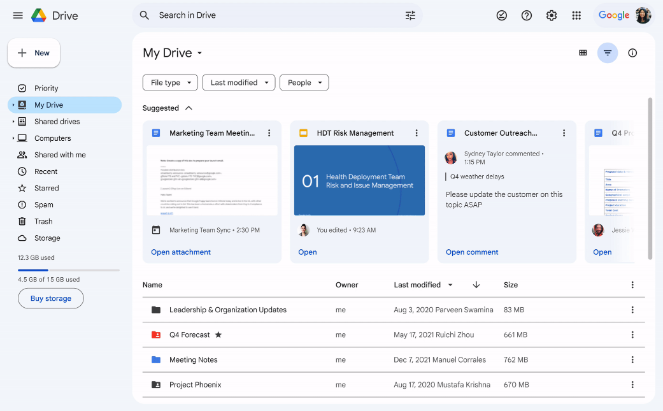 Drive
Search in Drive
Google
New
Priority
My Drive
Shared drives
Computers
Shared with me
Recent
Starred
Spam
Trash
Storage
12.3 GB used
4.5 GB of 15 GB used
Buy storage
My Drive
File type
Last modified
People
Suggested
Marketing Team Meetin...
Marketing Team Sync • 2:30 PM
Open attachment
HDT Risk Management
01
Health Deployment Team
Risk and Issue Management
You edited • 9:23 AM
Open
Customer Outreach...
Sydney Taylor commented •
1:15 PM
Q4 weather delays
Please update the customer on this
topic ASAP
Open comment
Q4 Pr
Jessie
Open
Name Owner Last modified Size
Leadership & Organization Updates me Aug 3, 2020 Parveen Swamina 83 MB
Q4 Forecast me May 17, 2021 Ruichi Zhou 661 MB
Meeting Notes me Dec 7, 2021 Manuel Corrales 762 MB
Project Phoenix me Aug 17, 2020 Mustafa Krishna 670 MB